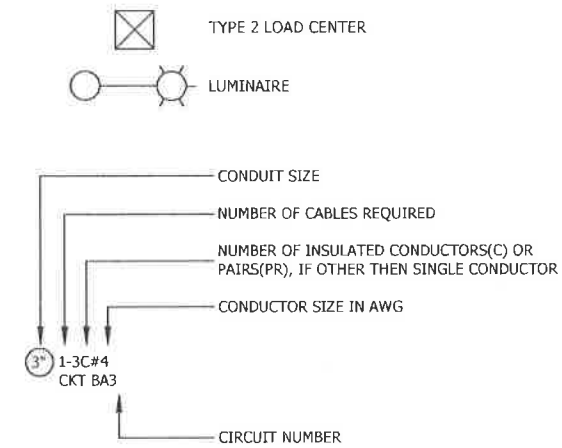 TYPE 2 LOAD CENTER
LUMINAIRE
CONDUIT SIZE
NUMBER OF CABLES REQUIRED
NUMBER OF INSULATED CONDUCTORS(C) OR
PAIRS(PR), IF OTHER THEN SINGLE CONDUCTOR
CONDUCTOR SIZE IN AWG
3" 1-3C#4
CKT BA3
CIRCUIT NUMBER